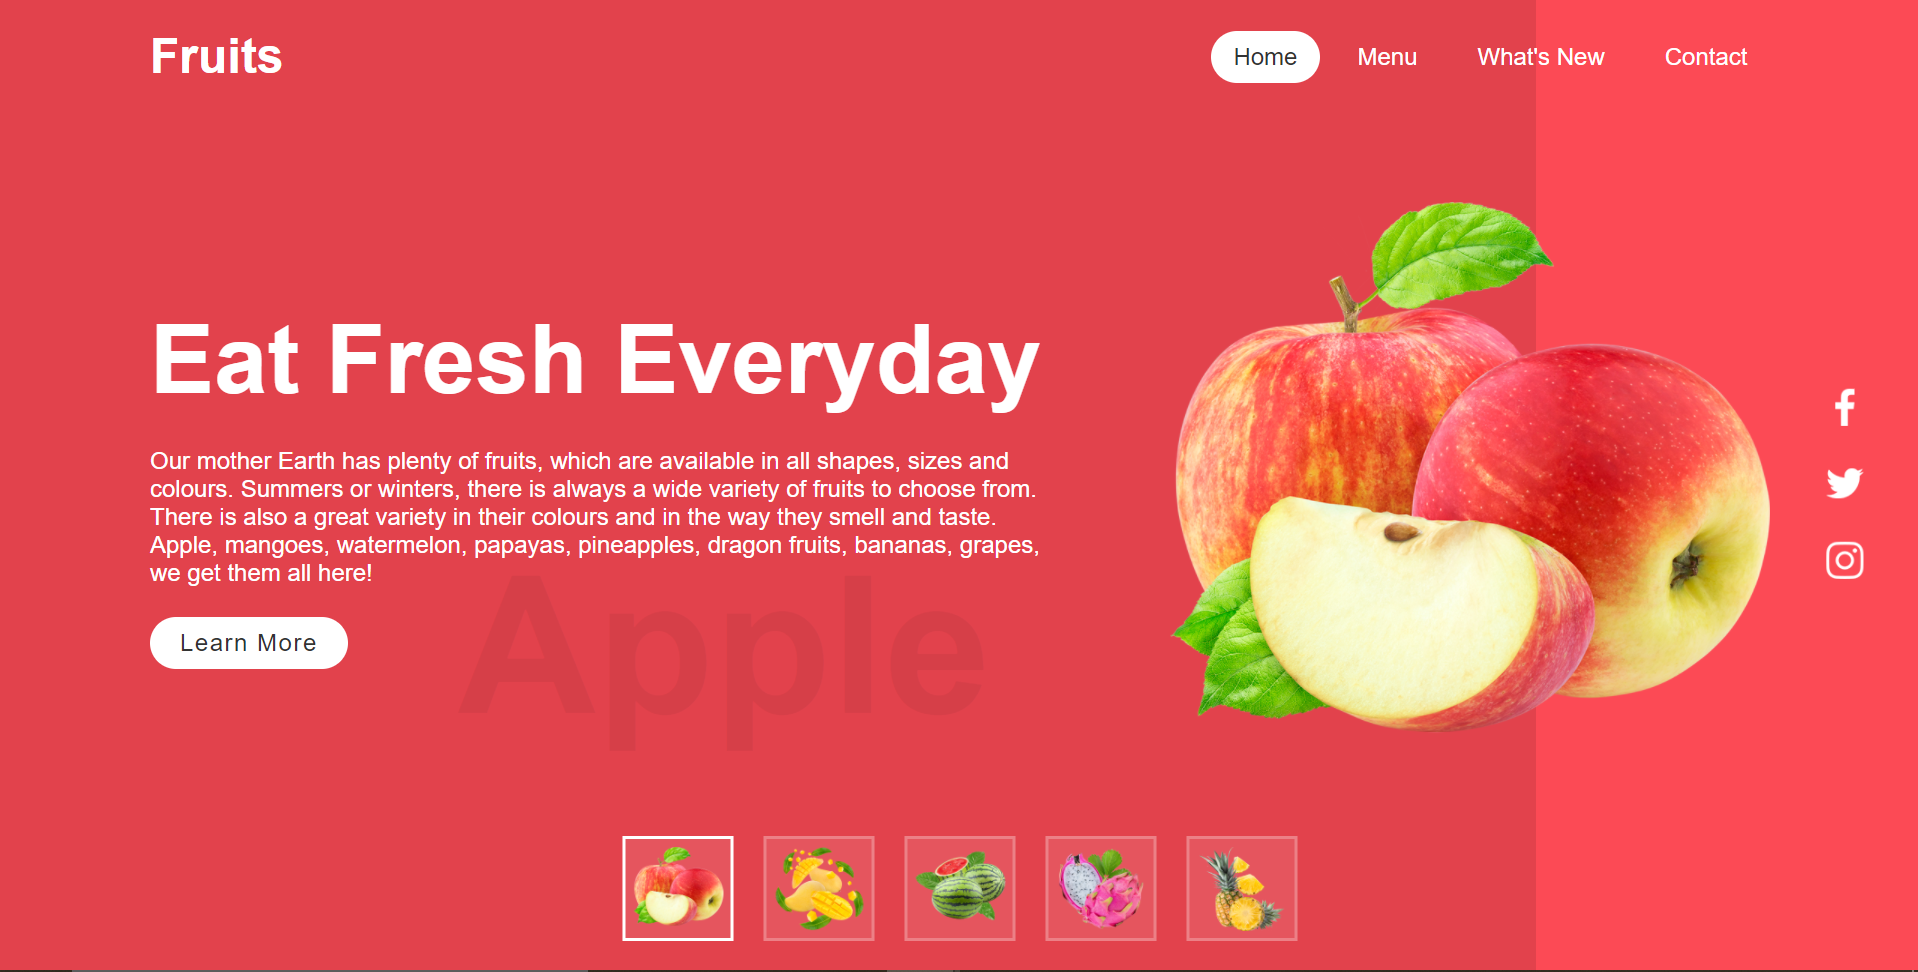 Fruits
Home
Menu
What's New
Contact
Eat Fresh Everyday
Our mother Earth has plenty of fruits, which are available in all shapes, sizes and
colours. Summers or winters, there is always a wide variety of fruits to choose from.
There is also a great variety in their colours and in the way they smell and taste.
Apple, mangoes, watermelon, papayas, pineapples, dragon fruits, bananas, grapes,
we get them all here!
Apple
Learn More